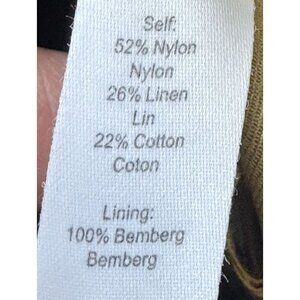 Self:
52% Nylon
Nylon
26% Linen
Lin
22% Cotton
Coton
Lining:
100% Bemberg
Bemberg